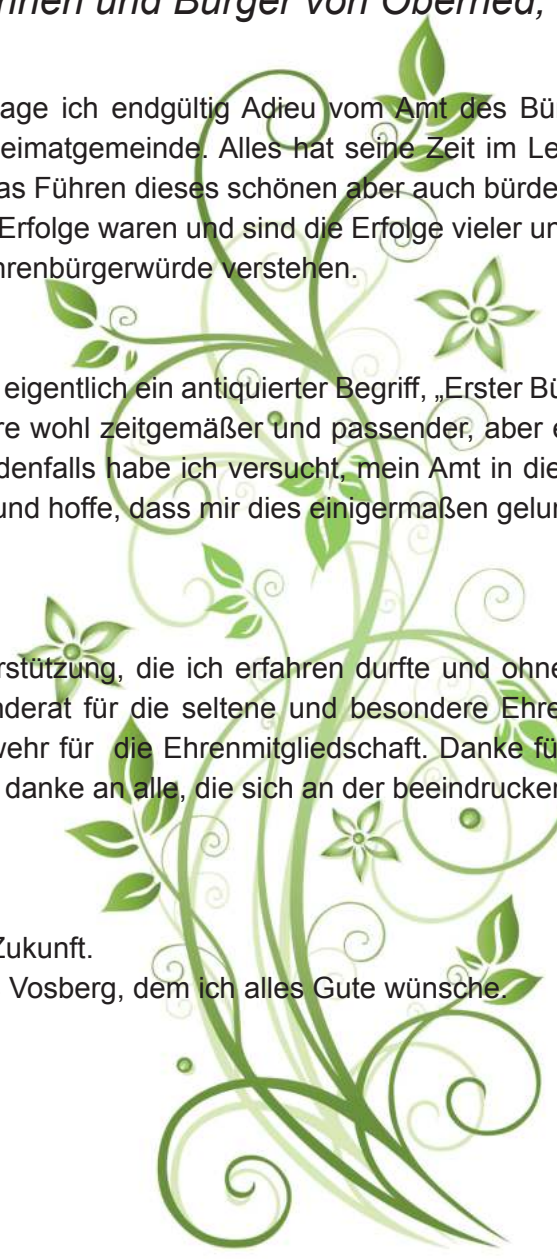 und Bürger von Oberried,
age ich endgültig Adieu vom Amt des Bü
eimatgemeinde. Alles hat seine Zeit im Le
as Führen dieses schönen aber auch bürde
Erfolge waren und sind die Erfolge vieler un
hrenbürgerwürde verstehen.
eigentlich ein antiquierter Begriff, „Erster Bü
re wohl zeitgemäßer und passender, aber e
denfalls habe ich versucht, mein Amt in die
und hoffe, dass mir dies einigermaßen gelun
rstützung, die ich erfahren durfte und ohne
nderat für die seltene und besondere Ehre
wehr für die Ehrenmitgliedschaft. Danke fü
danke an alle, die sich an der beeindrucken
Zukunft.
Vosberg, dem ich alles Gute wünsche.